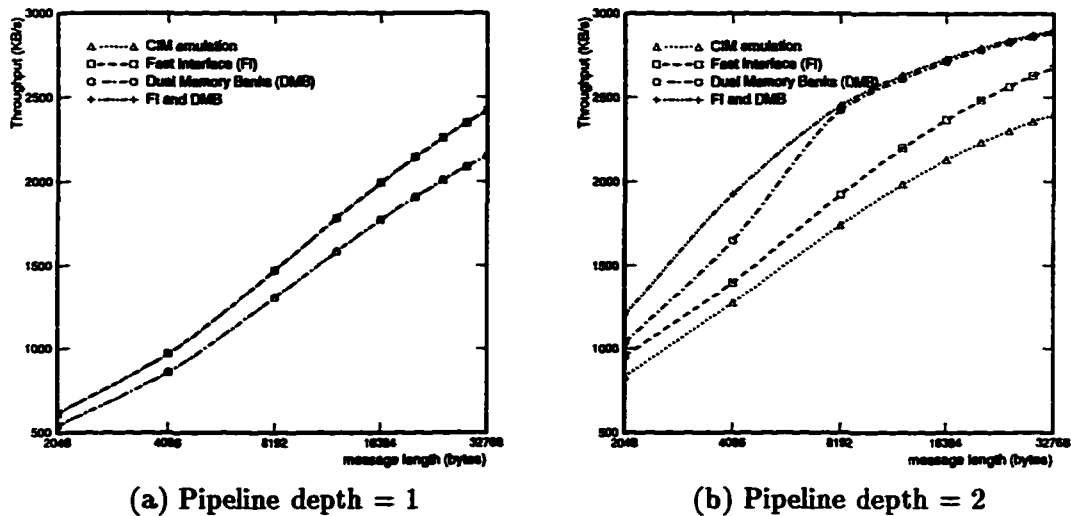 3000
2500
2000
1500
1000
500
Throughput (KB/s)
CIM emulation
Fast Interface (FI)
Dual Memory Banks (DMB)
FI and DMB
2048
4096
8192
16384
32768
message length (bytes)
(a) Pipeline depth = 1
3000
2500
2000
1500
1000
500
Throughput (KB/s)
CIM emulation
Fast Interface (FI)
Dual Memory Banks (DMB)
FI and DMB
2048
4096
8192
16384
32768
message length (bytes)
(b) Pipeline depth = 2